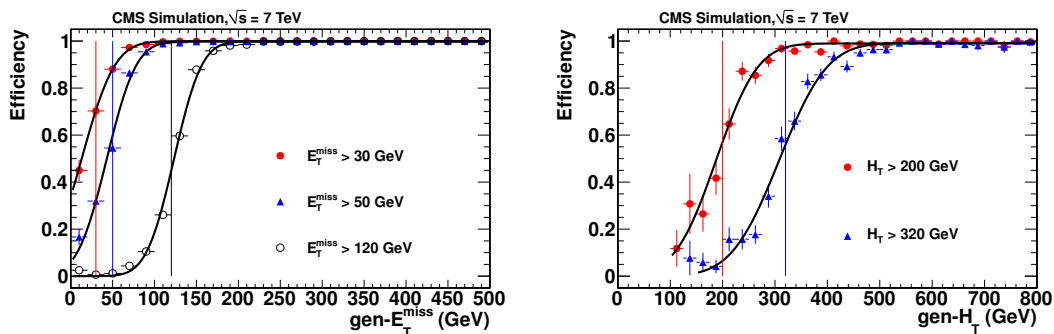 CMS Simulation, √s = 7 TeV
Efficiency
1
0.8
0.6
0.4
0.2
0
E_T^miss > 30 GeV
E_T^miss > 50 GeV
E_T^miss > 120 GeV
0 50 100 150 200 250 300 350 400 450 500
gen-E_T^miss (GeV)
CMS Simulation, √s = 7 TeV
Efficiency
1
0.8
0.6
0.4
0.2
0
H_T > 200 GeV
H_T > 320 GeV
0 100 200 300 400 500 600 700 800
gen-H_T (GeV)